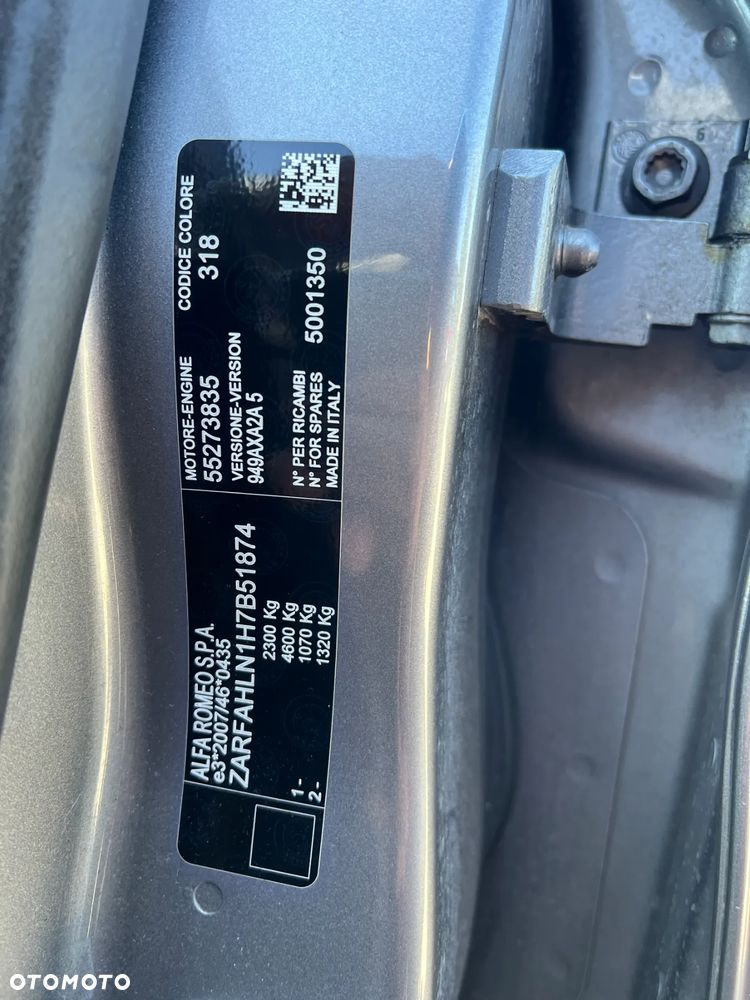 ALFA ROMEO S.P.A.
e3*2007/46*0435
ZARFAHLN1H7B51874
2300 Kg
4600 Kg
1- 1070 Kg
2- 1320 Kg
MOTORE-ENGINE
55273835
VERSIONE-VERSION
949AXA2A 5
CODICE COLORE
318
N° PER RICAMBI
N° FOR SPARES
5001350
MADE IN ITALY
OTOMOTO